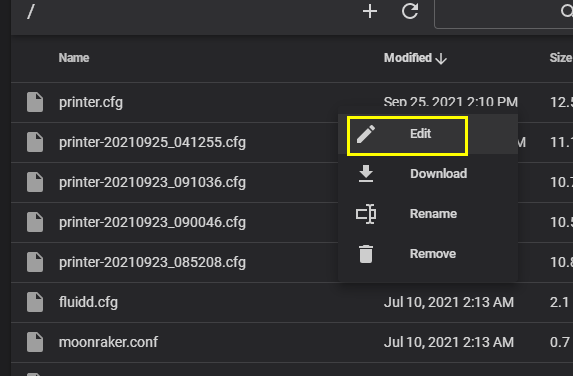 /
Name Modified Size
printer.cfg Sep 25, 2021 2:10 PM 12.5
Edit
printer-20210925_041255.cfg M 11.
Download
printer-20210923_091036.cfg 10.7
Rename
printer-20210923_090046.cfg 10.5
Remove
printer-20210923_085208.cfg 10.8
fluidd.cfg Jul 10, 2021 2:13 AM 2.1
moonraker.conf Jul 10, 2021 2:13 AM 0.7